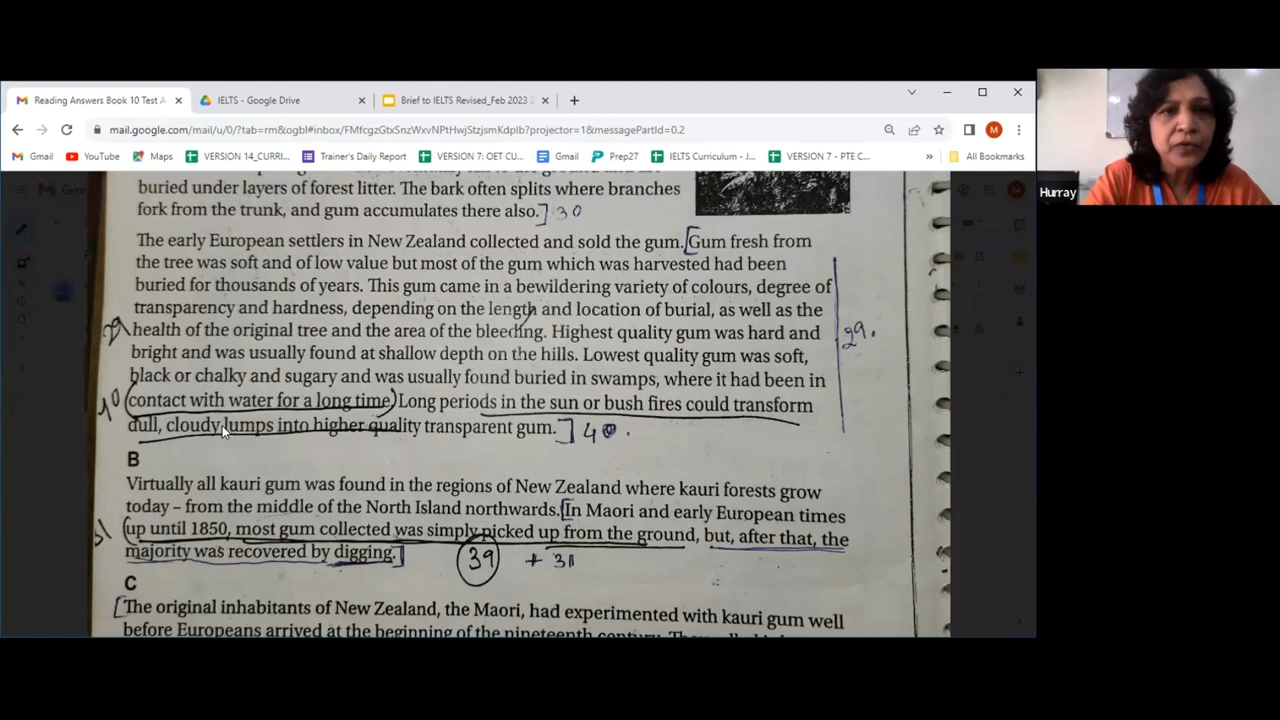 Reading Answers Book 10 Test A
IELTS - Google Drive
Brief to IELTS Revised_Feb 2023
mail.google.com/mail/u/0/?tab=rm&ogbl#inbox/FMfcgzGtxSnzWxvNPtHwjStzjsmKdplb?projector=1&messagePartId=0.2
M
Gmail
YouTube
Maps
VERSION 14_CURRI...
Trainer's Daily Report
VERSION 7: OET CU...
Gmail
Prep27
IELTS Curriculum - J...
VERSION 7 - PTE C...
»
All Bookmarks
Hurray
buried under layers of forest litter. The bark often splits where branches
fork from the trunk, and gum accumulates there also.] 30
The early European settlers in New Zealand collected and sold the gum. [Gum fresh from
the tree was soft and of low value but most of the gum which was harvested had been
buried for thousands of years. This gum came in a bewildering variety of colours, degree of
transparency and hardness, depending on the length and location of burial, as well as the
health of the original tree and the area of the bleeding. Highest quality gum was hard and
29.
bright and was usually found at shallow depth on the hills. Lowest quality gum was soft,
black or chalky and sugary and was usually found buried in swamps, where it had been in
40 (contact with water for a long time) Long periods in the sun or bush fires could transform
dull, cloudy lumps into higher quality transparent gum. ] 40.
B
Virtually all kauri gum was found in the regions of New Zealand where kauri forests grow
today – from the middle of the North Island northwards. [In Maori and early European times
31 (up until 1850, most gum collected was simply picked up from the ground, but, after that, the
majority was recovered by digging.]
39 + 31
C
[The original inhabitants of New Zealand, the Maori, had experimented with kauri gum well
before Europeans arrived at the beginning of the nineteenth century.